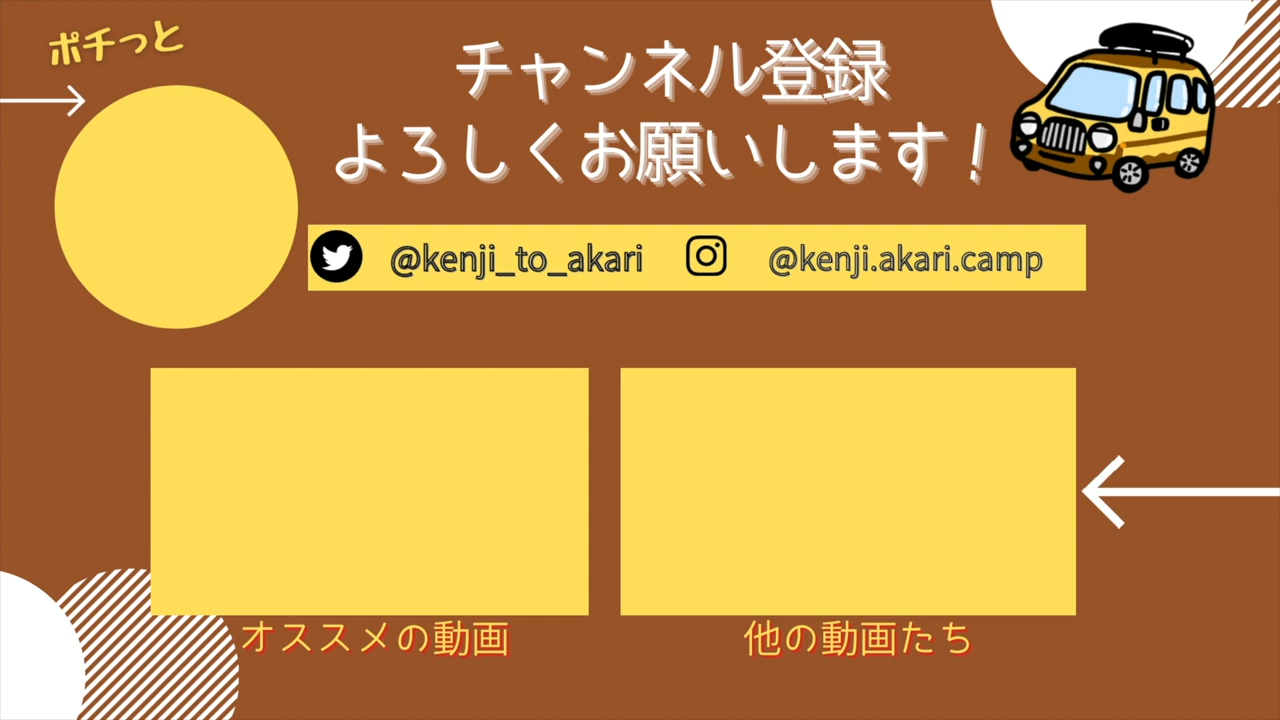 ポチっと
チャンネル登録
よろしくお願いします！
@kenji_to_akari
@kenji.akari.camp
オススメの動画
他の動画たち